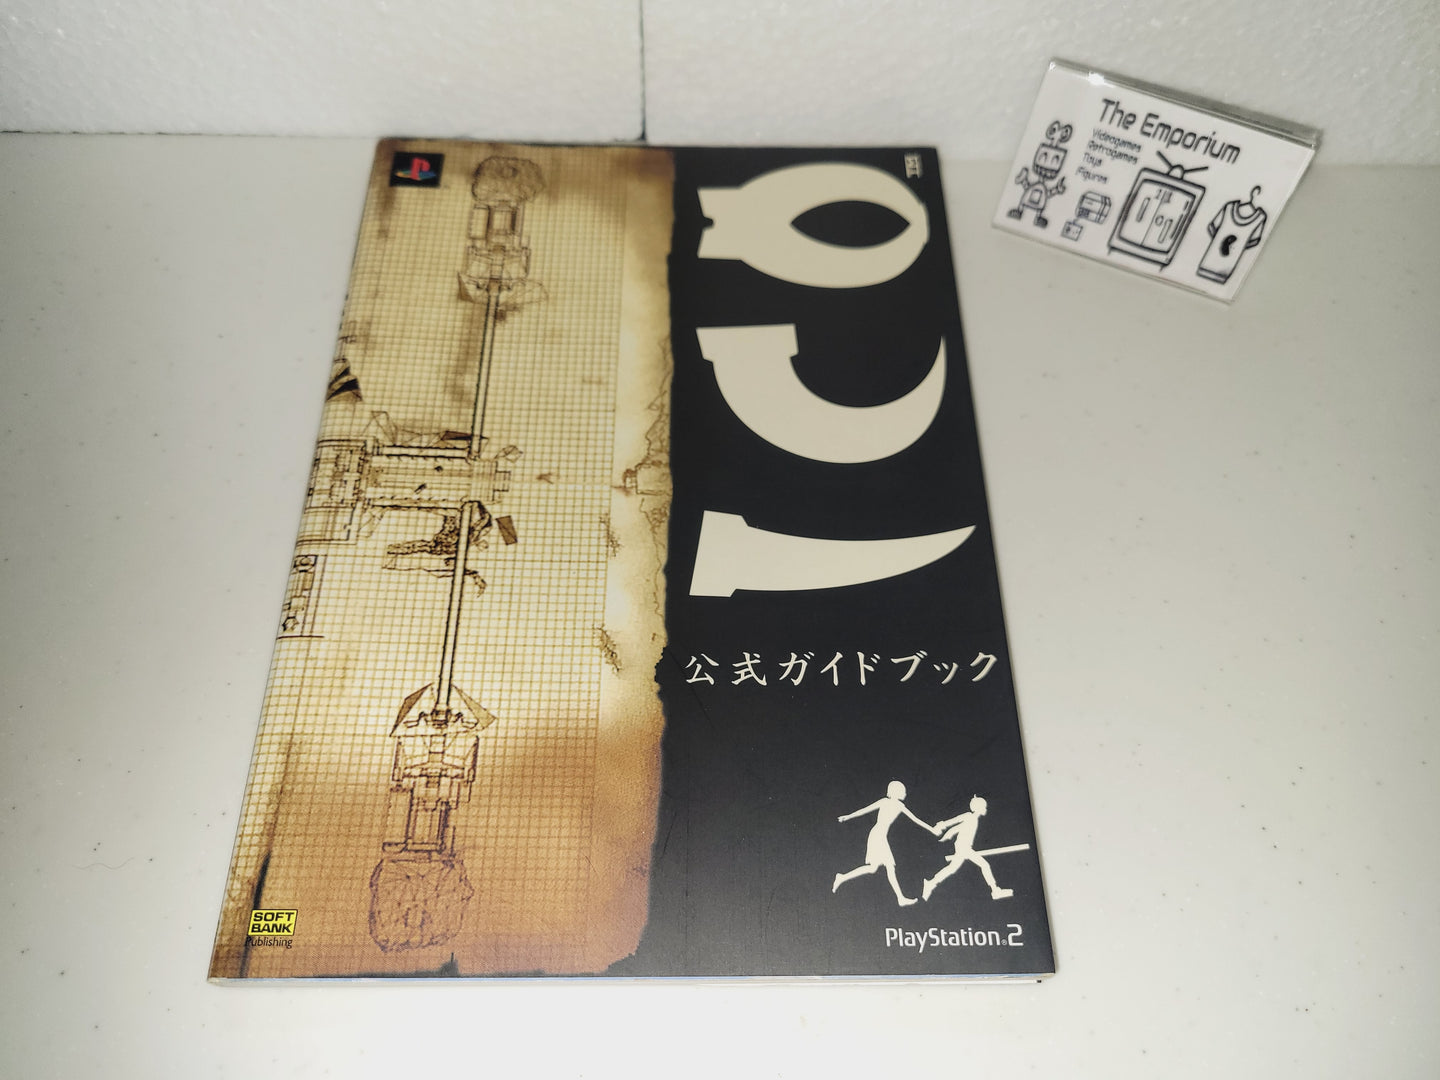 ICO
公式ガイドブック
PlayStation®2
SOFT
BANK
Publishing
The Emporium
Videogames
Retrogames
Toys
Figures